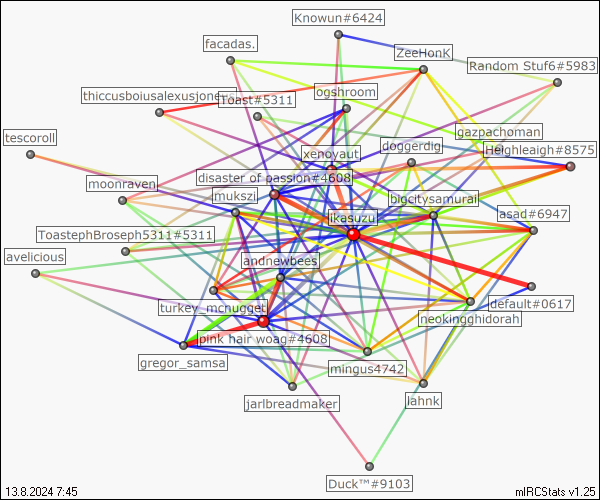 Knowun#6424
facadas.
ZeeHonK
Random Stuf6#5983
thiccusboiusalexusjones
Toast#5311
ogshroom
gazpachoman
tescoroll
xenoyaut
doggerdig
Heighleaigh#8575
moonraven
disaster of passion#4608
mukszi
bigcitysamurai
asad#6947
ikasuzu
ToastephBroseph5311#5311
avelicious
andnewbees
default#0617
turkey_mcnugget
neokingghidorah
pink hair woag#4608
gregor_samsa
mingus4742
jarlbreadmaker
lahnk
Duck™#9103
13.8.2024 7:45
mIRCStats v1.25